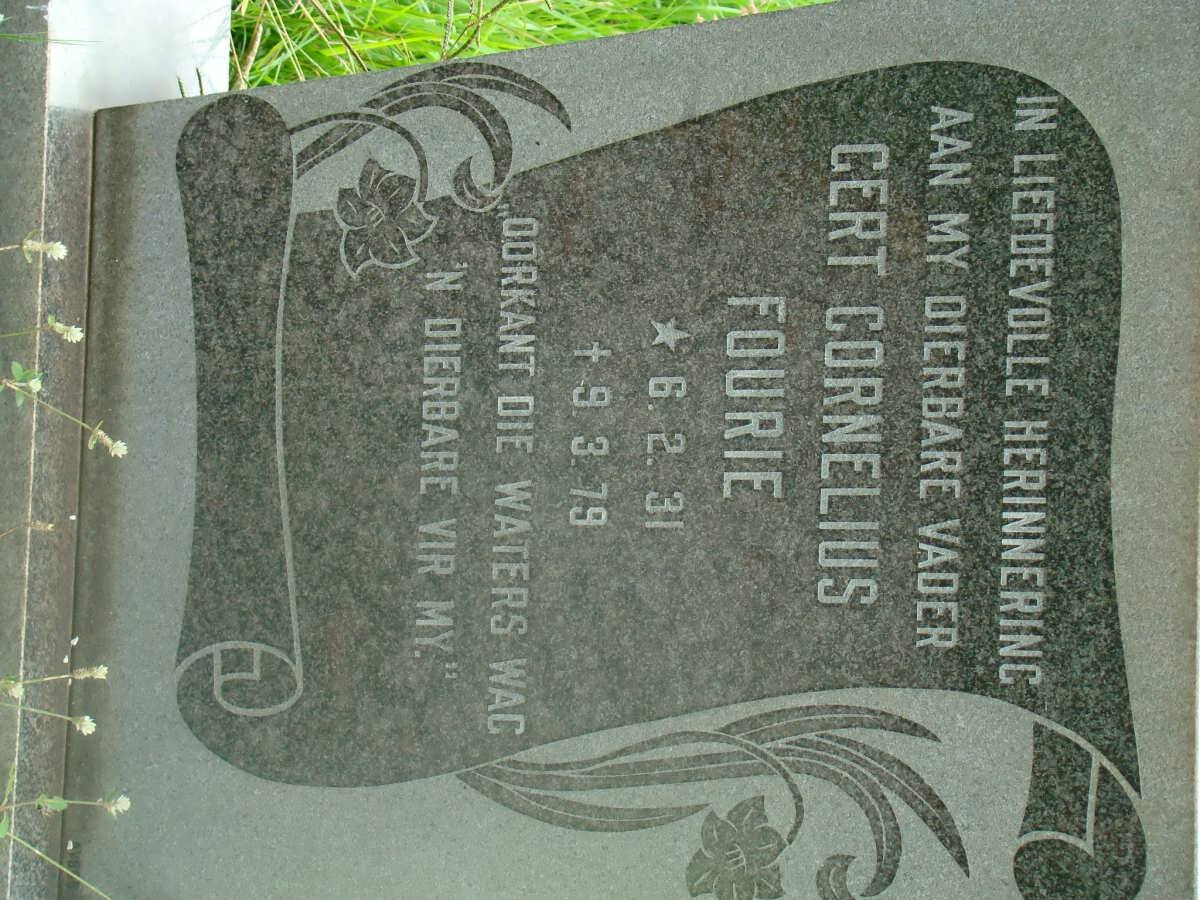 IN LIEFDEVOLLE HERINNERING
AAN MY DIERBARE VADER
GERT CORNELIUS
FOURIE
★ 6. 2. 31
✝ 9. 3. 79
„OORKANT DIE WATERS WAG
'N DIERBARE VIR MY."